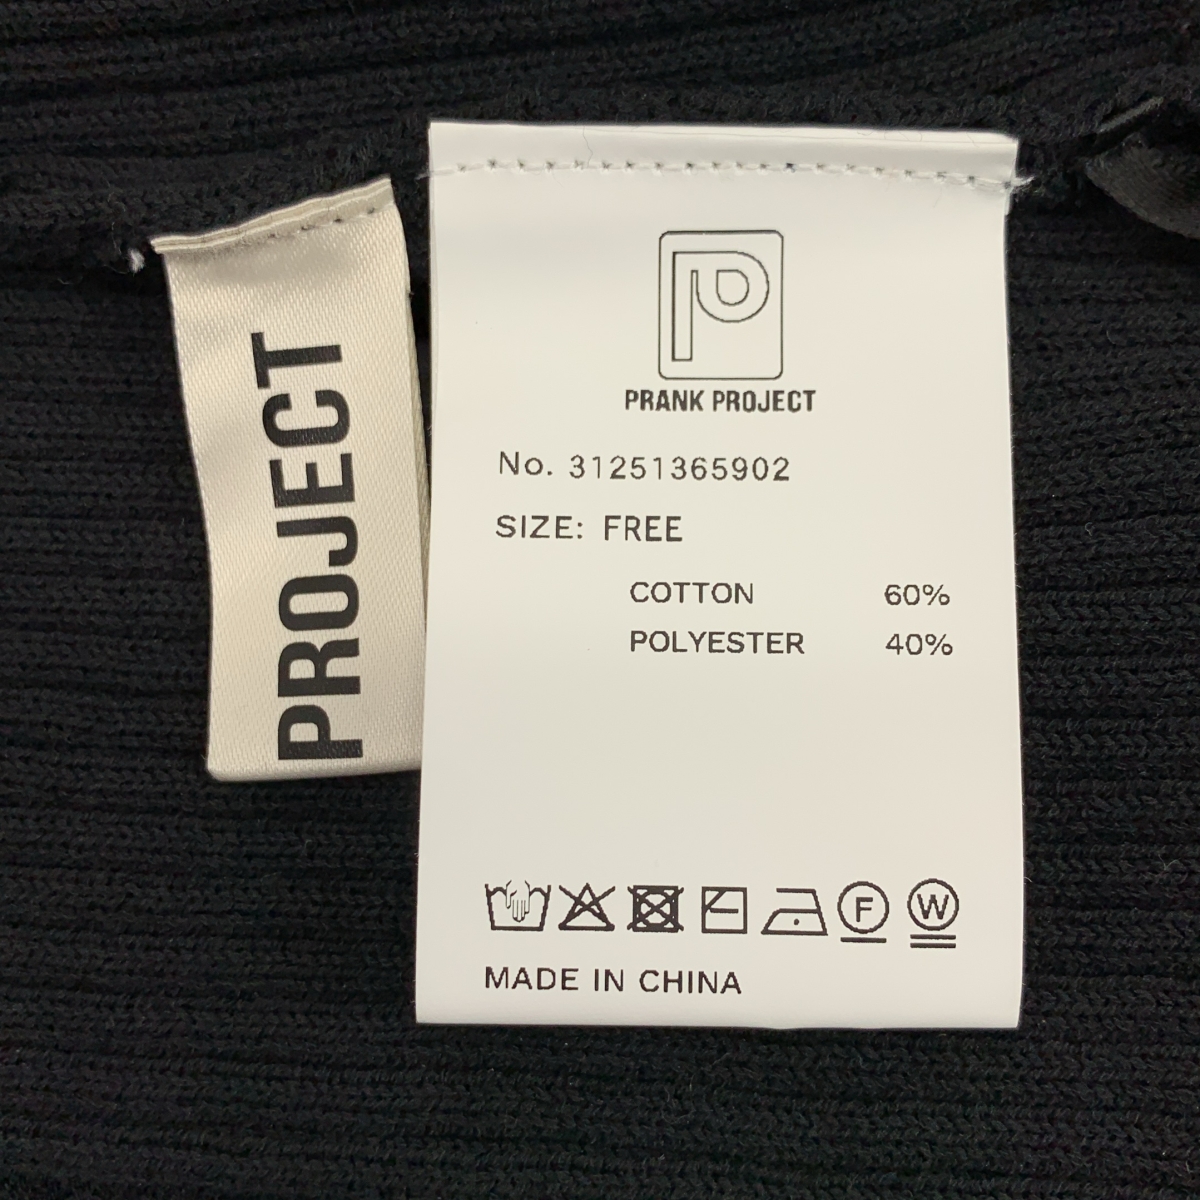 PROJECT
PRANK PROJECT
No. 31251365902
SIZE: FREE
COTTON 60%
POLYESTER 40%
F W
MADE IN CHINA